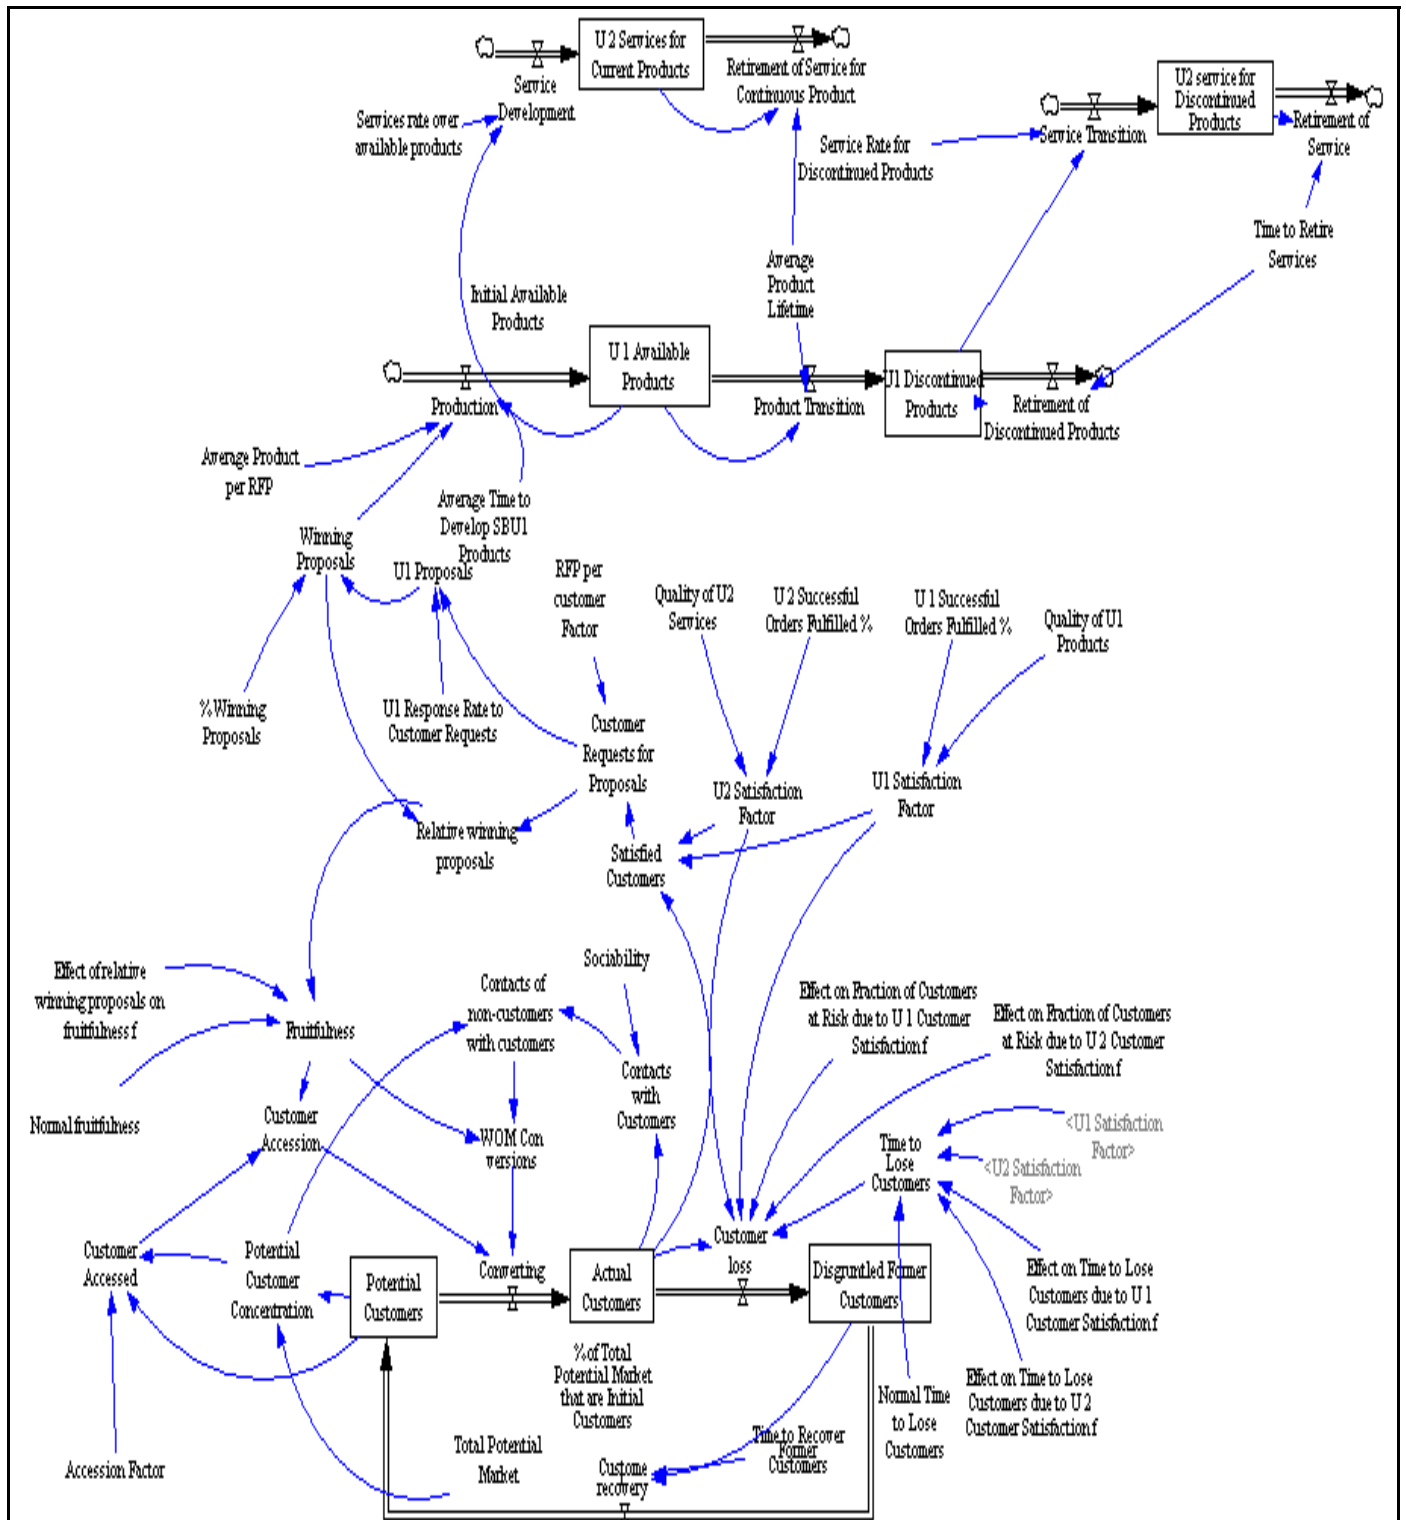 U 2 Services for
Current Products
Service
Development
Retirement of Service for
Continuous Product
U2 service for
Discontinued
Products
Service Transition
Retirement of
Service
Services rate over
available products
Service Rate for
Discontinued Products
Time to Retire
Services
Average
Product
Lifetime
Initial Available
Products
U 1 Available
Products
U1 Discontinued
Products
Production
Product Transition
Retirement of
Discontinued Products
Average Product
per RFP
Average Time to
Develop SBU1
Products
Winning
Proposals
U1 Proposals
RFP per
customer
Factor
Quality of U2
Services
U 2 Successful
Orders Fulfilled %
U 1 Successful
Orders Fulfilled %
Quality of U1
Products
% Winning
Proposals
U1 Response Rate to
Customer Requests
Customer
Requests for
Proposals
U2 Satisfaction
Factor
U1 Satisfaction
Factor
Relative winning
proposals
Satisfied
Customers
Effect of relative
winning proposals on
fruitfulness f
Fruitfulness
Contacts of
non-customers
with customers
Sociability
Effect on Fraction of Customers
at Risk due to U 1 Customer
Satisfaction f
Effect on Fraction of Customers
at Risk due to U 2 Customer
Satisfaction f
Normal fruitfulness
Customer
Accession
Contacts
with
Customers
WOM Con
versions
Time to
Lose
Customers
<U1 Satisfaction
Factor>
<U2 Satisfaction
Factor>
Customer
Accessed
Potential
Customer
Concentration
Potential
Customers
Converting
Actual
Customers
Customer
loss
Disgruntled Former
Customers
Effect on Time to Lose
Customers due to U 1
Customer Satisfaction f
% of Total
Potential Market
that are Initial
Customers
Effect on Time to Lose
Customers due to U 2
Customer Satisfaction f
Normal Time
to Lose
Customers
Accession Factor
Total Potential
Market
Custome
recovery
Time to Recover
Former
Customers